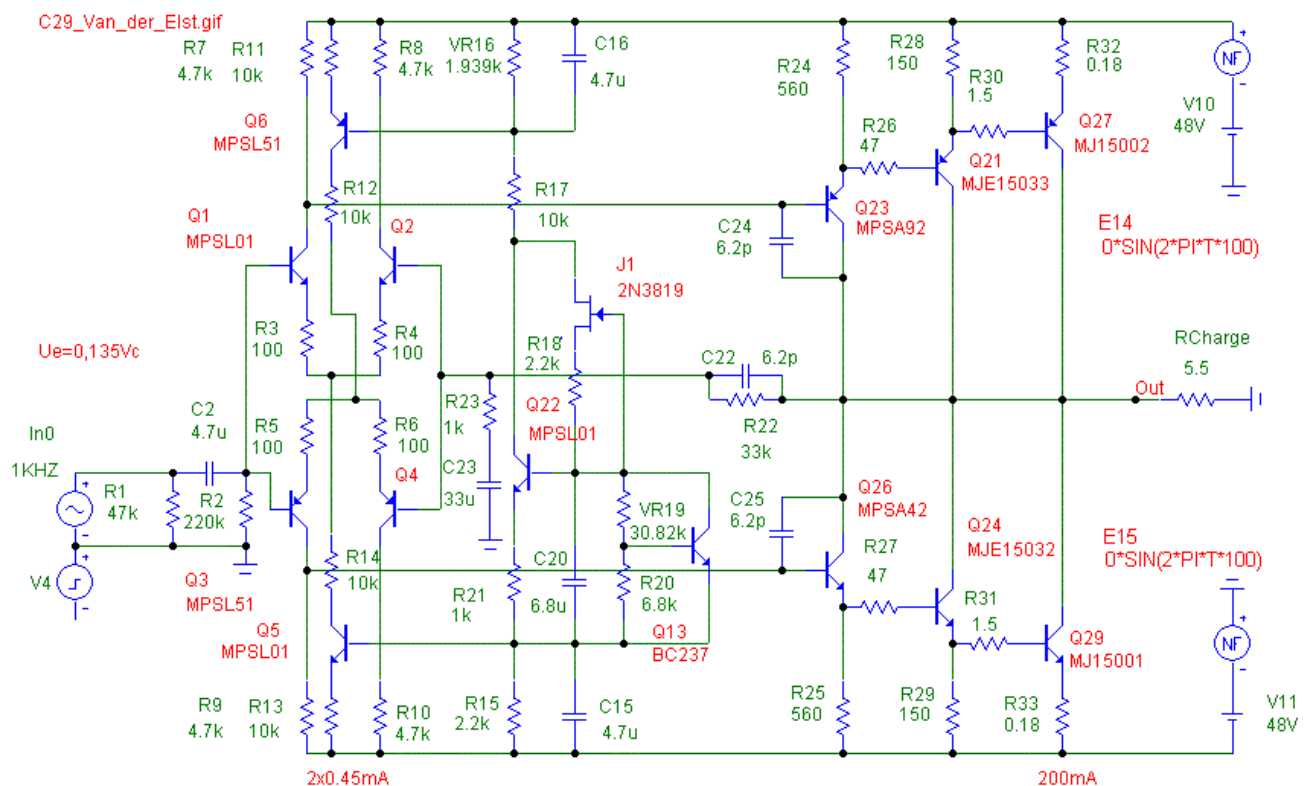 C29_Van_der_Elst.gif
R7
4.7k
R11
10k
R8
4.7k
VR16
1.939k
C16
4.7u
R24
560
R28
150
R30
1.5
R32
0.18
NF
V10
48V
Q6
MPSL51
R26
47
Q27
MJ15002
Q21
MJE15033
R12
10k
R17
10k
Q1
MPSL01
Q2
Q23
MPSA92
C24
6.2p
E14
0*SIN(2*PI*T*100)
J1
2N3819
R3
100
R4
100
Ue=0,135Vc
R18
2.2k
C22
6.2p
RCharge
5.5
Out
R23
1k
Q22
MPSL01
R22
33k
C2
4.7u
R5
100
R6
100
In0
1KHZ
R1
47k
R2
220k
Q4
C23
33u
VR19
30.82k
C25
6.2p
Q26
MPSA42
Q24
MJE15032
E15
0*SIN(2*PI*T*100)
R27
47
V4
Q3
MPSL51
R14
10k
R21
1k
C20
6.8u
R20
6.8k
R31
1.5
Q5
MPSL01
Q13
BC237
Q29
MJ15001
NF
R9
4.7k
R13
10k
R10
4.7k
R15
2.2k
C15
4.7u
R25
560
R29
150
R33
0.18
V11
48V
2x0.45mA
200mA